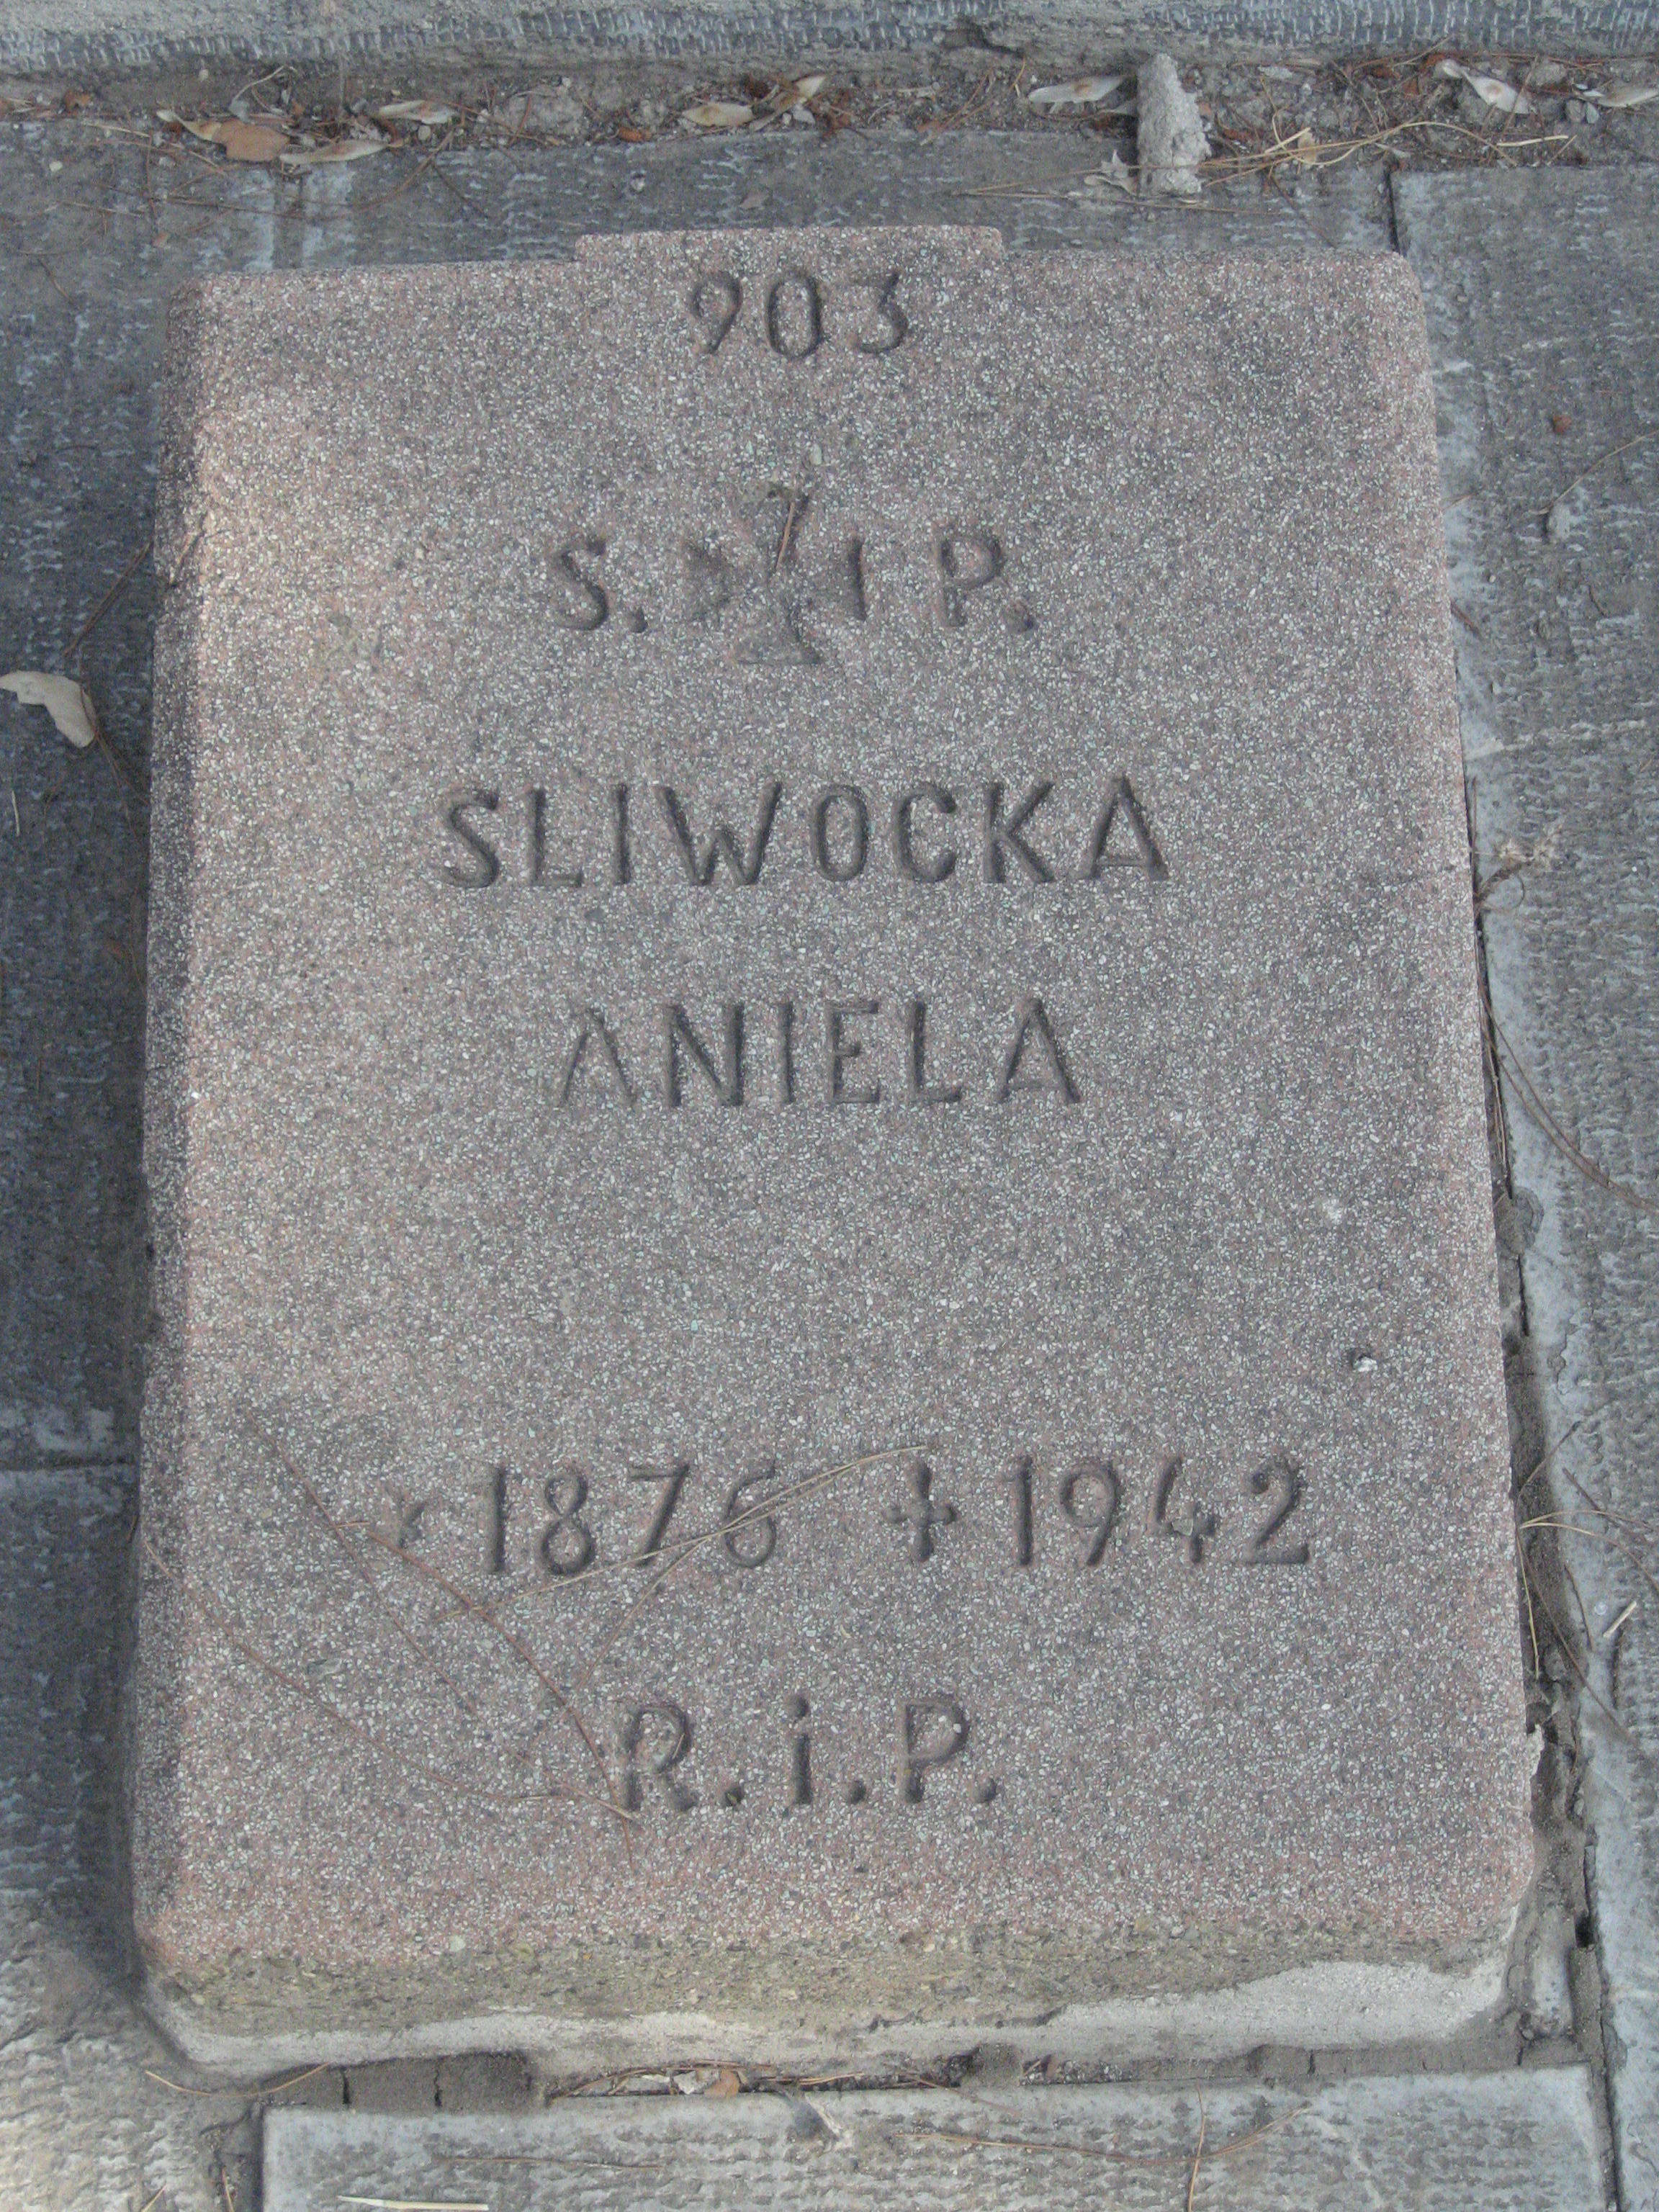 903
S. P.
SLIWOCKA
ANIELA
* 1876 ✝ 1942
R.i.P.